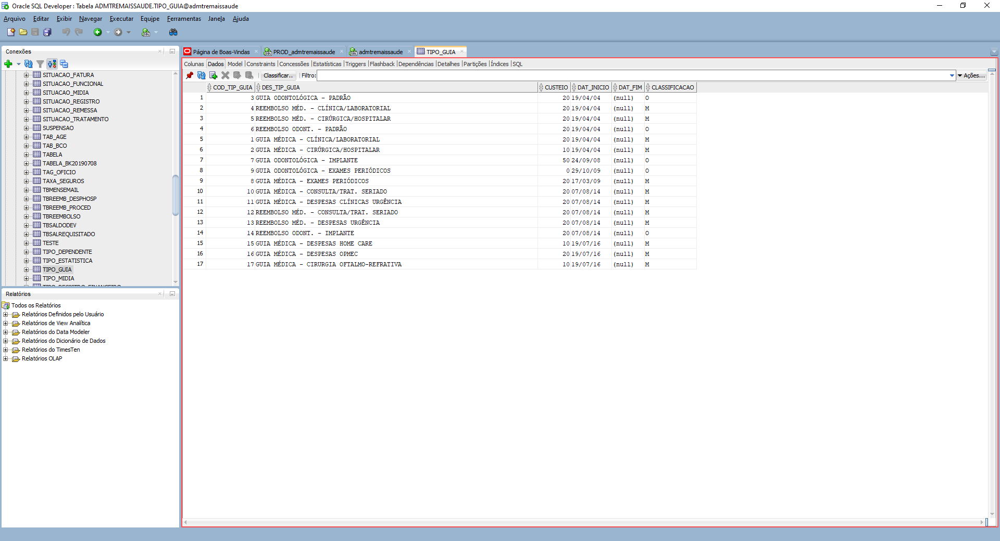 Oracle SQL Developer : Tabela ADMTREMAISSAUDE.TIPO_GUIA@admtremaissaude
Arquivo Editar Exibir Navegar Executar Equipe Ferramentas Janela Ajuda
Conexões
SITUACAO_FATURA
SITUACAO_FUNCIONAL
SITUACAO_MIDIA
SITUACAO_REGISTRO
SITUACAO_REMESSA
SITUACAO_TRATAMENTO
SUSPENSAO
TAB_AGE
TAB_BCO
TABELA
TABELA_BK20190708
TAG_OFICIO
TAXA_SEGUROS
TBMENSEMAIL
TBREEMB_DESPHOSP
TBREEMB_PROCED
TBREEMBOLSO
TBSALDODEV
TBSALREQUISITADO
TESTE
TIPO_DEPENDENTE
TIPO_ESTATISTICA
TIPO_GUIA
TIPO_MIDIA
TIPO_REGISTRO_FINANCEIRO
Relatórios
Todos os Relatórios
Relatórios Definidos pelo Usuário
Relatórios de View Analítica
Relatórios do Data Modeler
Relatórios do Dicionário de Dados
Relatórios do TimesTen
Relatórios OLAP
Página de Boas-Vindas PROD_admtremaissaude admtremaissaude TIPO_GUIA
Colunas Dados Model Constraints Concessões Estatísticas Triggers Flashback Dependências Detalhes Partições Índices SQL
Classificar.. Filtro: Ações...
COD_TIP_GUIA DES_TIP_GUIA CUSTEIO DAT_INICIO DAT_FIM CLASSIFICACAO
1 3 GUIA ODONTOLÓGICA - PADRÃO 20 19/04/04 (null) O
2 4 REEMBOLSO MÉD. - CLÍNICA/LABORATORIAL 20 19/04/04 (null) M
3 5 REEMBOLSO MÉD. - CIRÚRGICA/HOSPITALAR 20 19/04/04 (null) M
4 6 REEMBOLSO ODONT. - PADRÃO 20 19/04/04 (null) O
5 1 GUIA MÉDICA - CLÍNICA/LABORATORIAL 20 19/04/04 (null) M
6 2 GUIA MÉDICA - CIRÚRGICA/HOSPITALAR 10 19/04/04 (null) M
7 7 GUIA ODONTOLÓGICA - IMPLANTE 50 24/09/08 (null) O
8 9 GUIA ODONTOLÓGICA - EXAMES PERIÓDICOS 0 29/10/09 (null) O
9 8 GUIA MÉDICA - EXAMES PERIÓDICOS 20 17/03/09 (null) M
10 10 GUIA MÉDICA - CONSULTA/TRAT. SERIADO 20 07/08/14 (null) M
11 11 GUIA MÉDICA - DESPESAS CLÍNICAS URGÊNCIA 20 07/08/14 (null) M
12 12 REEMBOLSO MÉD. - CONSULTA/TRAT. SERIADO 20 07/08/14 (null) M
13 13 REEMBOLSO MÉD. - DESPESAS URGÊNCIA 20 07/08/14 (null) M
14 14 REEMBOLSO ODONT. - IMPLANTE 20 07/08/14 (null) O
15 15 GUIA MÉDICA - DESPESAS HOME CARE 10 19/07/16 (null) M
16 16 GUIA MÉDICA - DESPESAS OPMEC 20 19/07/16 (null) M
17 17 GUIA MÉDICA - CIRURGIA OFTALMO-REFRATIVA 10 19/07/16 (null) M